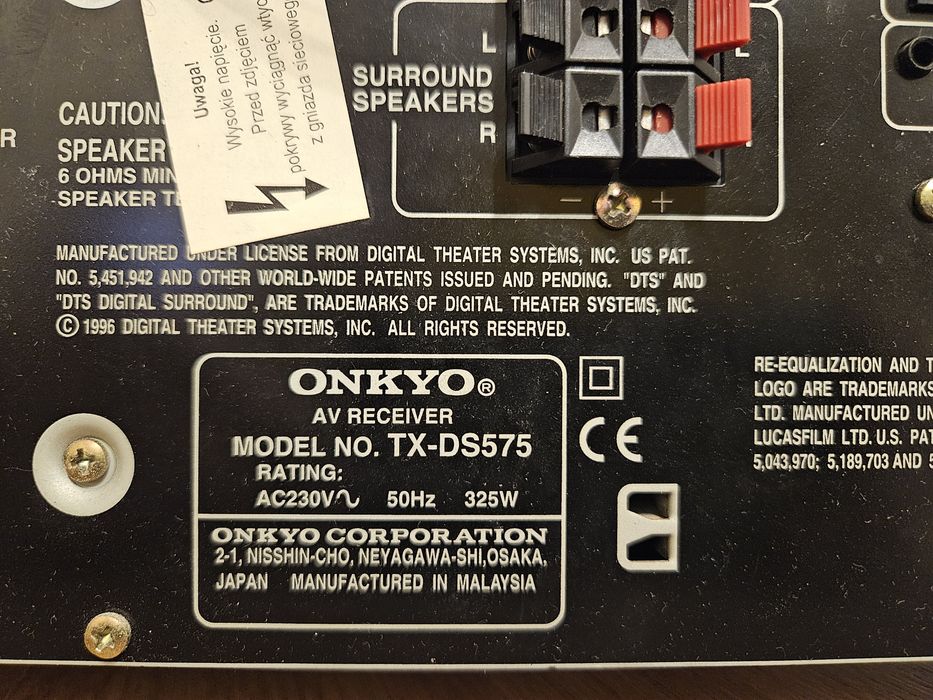 Uwaga!
Wysokie napięcie.
Przed zdjęciem
pokrywy wyciągnąć
z gniazda sieciowego
R
CAUTION
SPEAKER
6 OHMS MIN
SPEAKER
L
SURROUND
SPEAKERS
R
− +
MANUFACTURED UNDER LICENSE FROM DIGITAL THEATER SYSTEMS, INC. US PAT.
NO. 5,451,942 AND OTHER WORLD-WIDE PATENTS ISSUED AND PENDING. "DTS" AND
"DTS DIGITAL SURROUND", ARE TRADEMARKS OF DIGITAL THEATER SYSTEMS, INC.
© 1996 DIGITAL THEATER SYSTEMS, INC. ALL RIGHTS RESERVED.
ONKYO®
AV RECEIVER
MODEL NO. TX-DS575
RATING:
AC230V∿ 50Hz 325W
ONKYO CORPORATION
2-1, NISSHIN-CHO, NEYAGAWA-SHI,OSAKA,
JAPAN MANUFACTURED IN MALAYSIA
CE
RE-EQUALIZATION AND
LOGO ARE TRADEMARKS
LTD. MANUFACTURED
LUCASFILM LTD. U.S. PAT
5,043,970; 5,189,703 AND 5